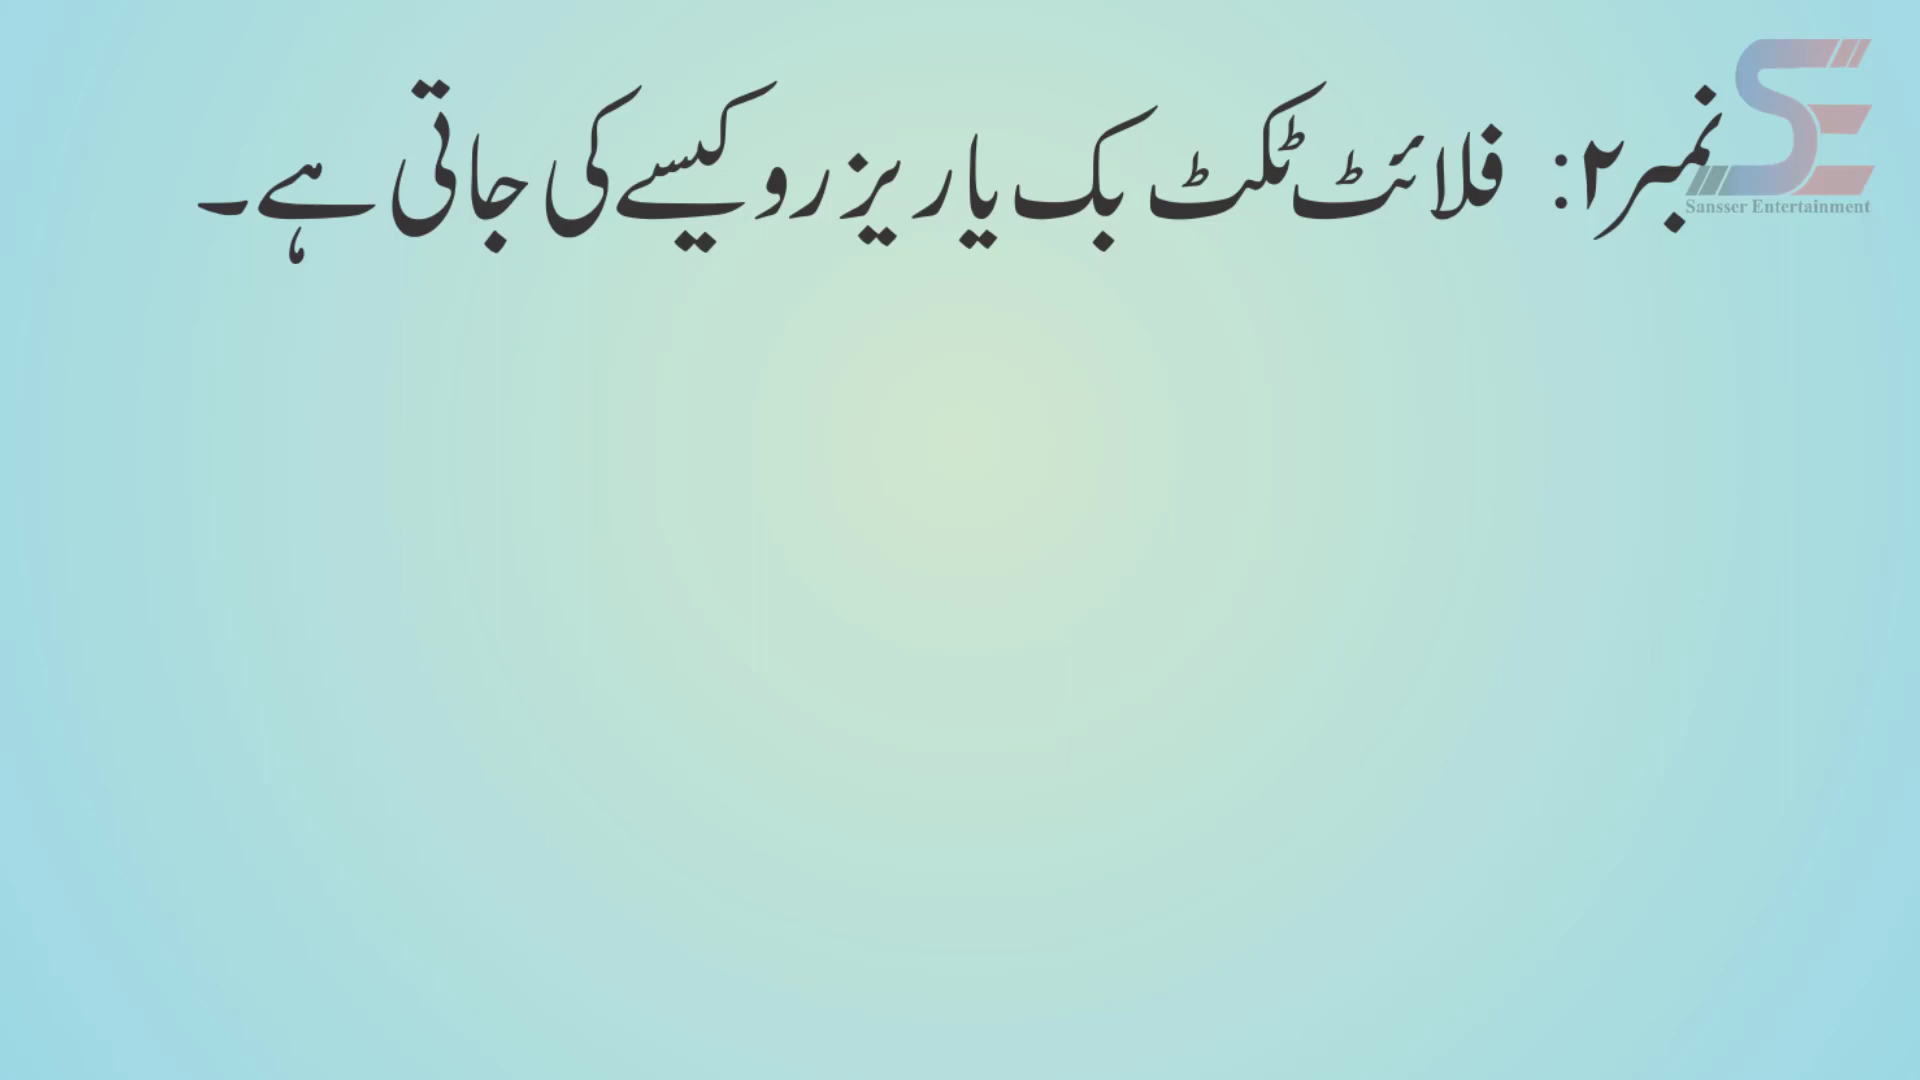 نمبر۲: فلائٹ ٹکٹ بک یا ریزرو کیسے کی جاتی ہے۔
Sansser Entertainment